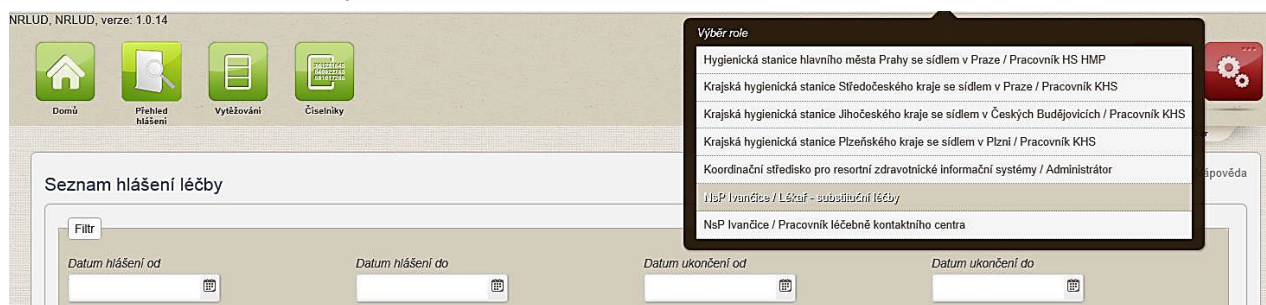 NRLUD, NRLUD, verze: 1.0.14
Výběr role
Hygienická stanice hlavního města Prahy se sídlem v Praze / Pracovník HS HMP
Krajská hygienická stanice Středočeského kraje se sídlem v Praze / Pracovník KHS
Krajská hygienická stanice Jihočeského kraje se sídlem v Českých Budějovicích / Pracovník KHS
Krajská hygienická stanice Plzeňského kraje se sídlem v Plzni / Pracovník KHS
Koordinační středisko pro resortní zdravotnické informační systémy / Administrátor
NsP Ivančice / Lékař - substituční léčby
NsP Ivančice / Pracovník léčebně kontaktního centra
Domů
Přehled hlášení
Vytěžování
Číselníky
ápověda
Seznam hlášení léčby
Filtr
Datum hlášení od
Datum hlášení do
Datum ukončení od
Datum ukončení do